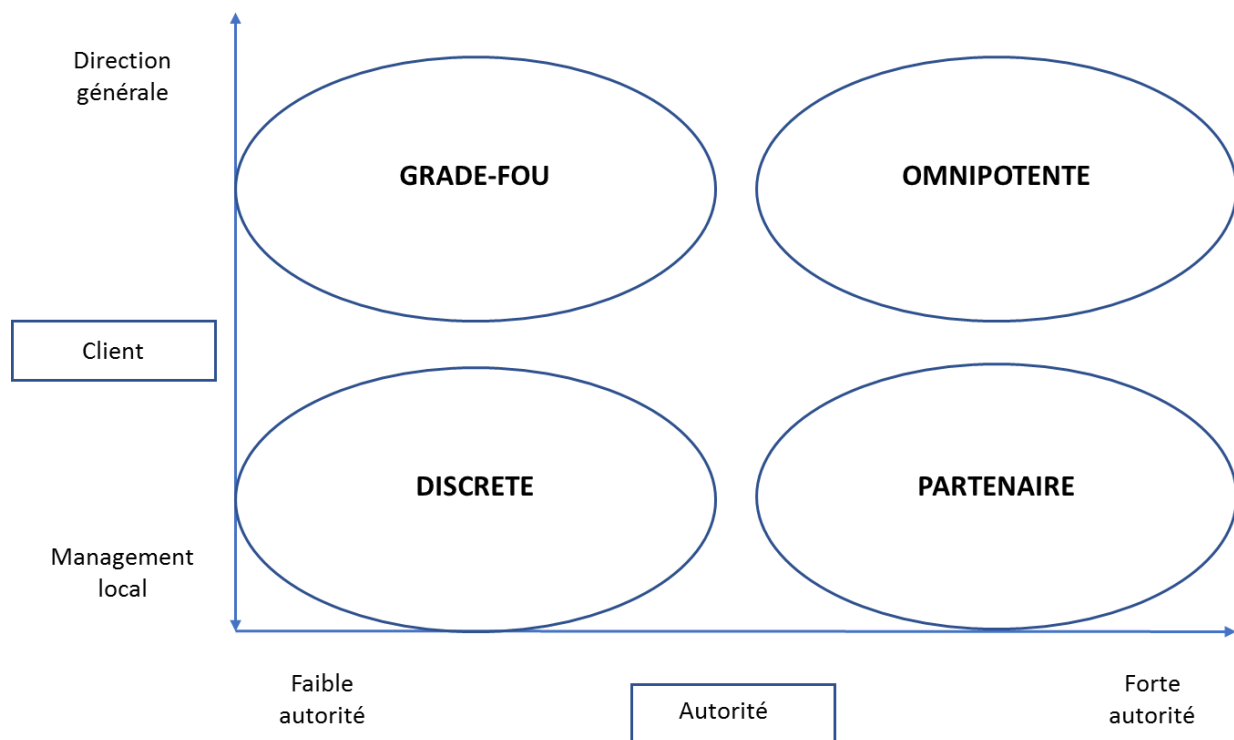 Direction
générale
GRADE-FOU
OMNIPOTENTE
Client
DISCRETE
PARTENAIRE
Management
local
Faible
autorité
Autorité
Forte
autorité